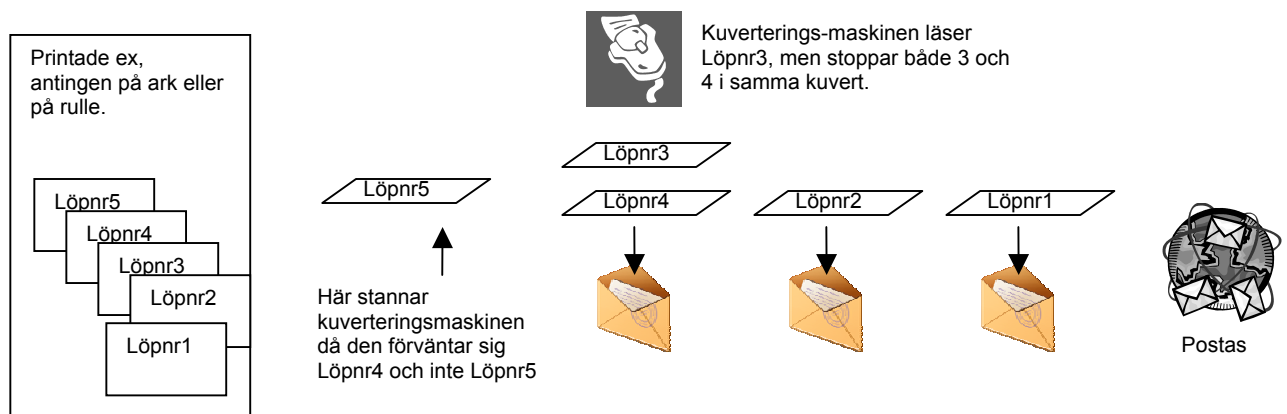 Printade ex,
antingen på ark eller
på rulle.
Löpnr5
Löpnr4
Löpnr3
Löpnr2
Löpnr1
Löpnr5
Här stannar
kuverteringsmaskinen
då den förväntar sig
Löpnr4 och inte Löpnr5
Kuverterings-maskinen läser
Löpnr3, men stoppar både 3 och
4 i samma kuvert.
Löpnr3
Löpnr4
Löpnr2
Löpnr1
Postas